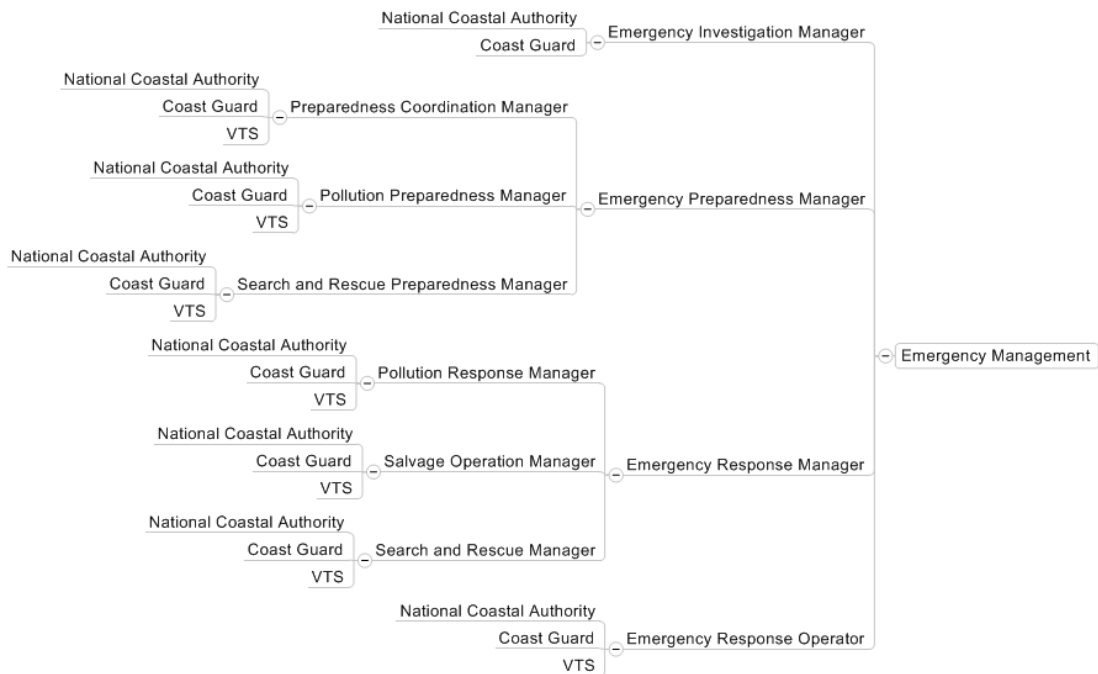 National Coastal Authority
Coast Guard
Emergency Investigation Manager
National Coastal Authority
Coast Guard
VTS
Preparedness Coordination Manager
National Coastal Authority
Coast Guard
VTS
Pollution Preparedness Manager
Emergency Preparedness Manager
National Coastal Authority
Coast Guard
VTS
Search and Rescue Preparedness Manager
National Coastal Authority
Coast Guard
VTS
Pollution Response Manager
Emergency Management
National Coastal Authority
Coast Guard
VTS
Salvage Operation Manager
Emergency Response Manager
National Coastal Authority
Coast Guard
VTS
Search and Rescue Manager
National Coastal Authority
Coast Guard
VTS
Emergency Response Operator